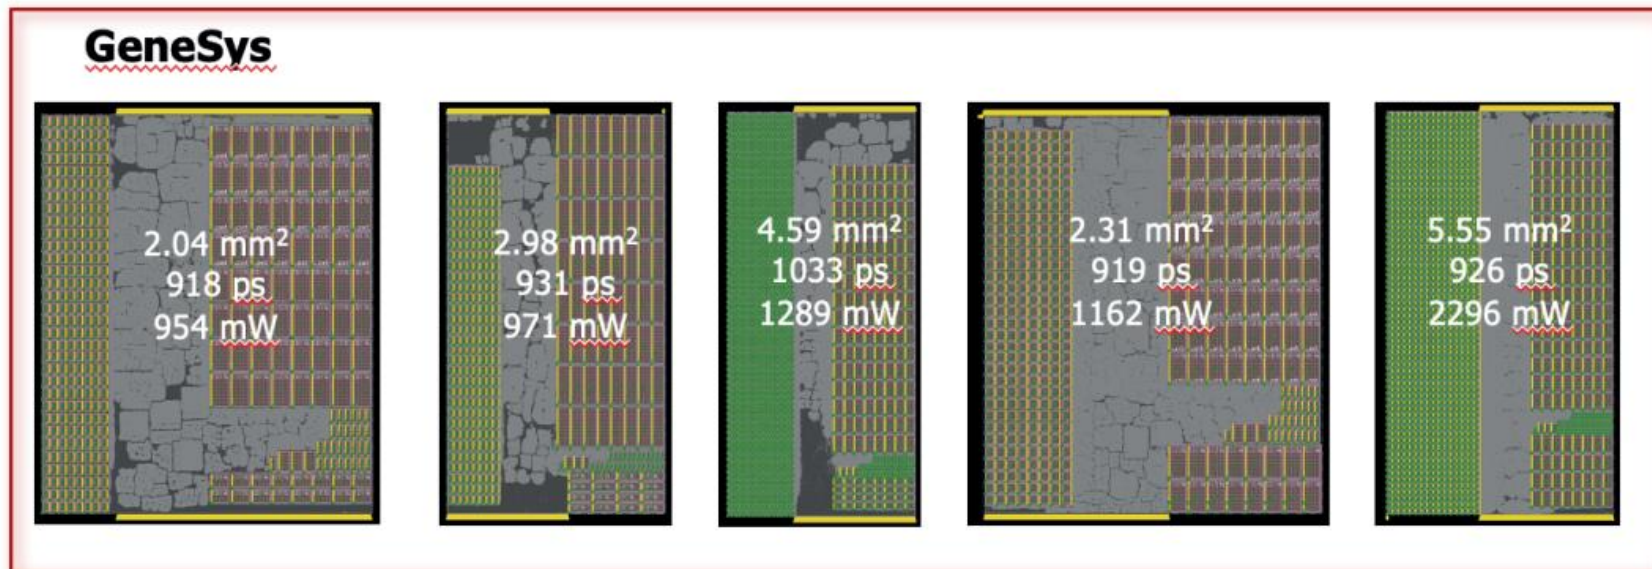 GeneSys
2.04 mm²
918 ps
954 mW
2.98 mm²
931 ps
971 mW
4.59 mm²
1033 ps
1289 mW
2.31 mm²
919 ps
1162 mW
5.55 mm²
926 ps
2296 mW